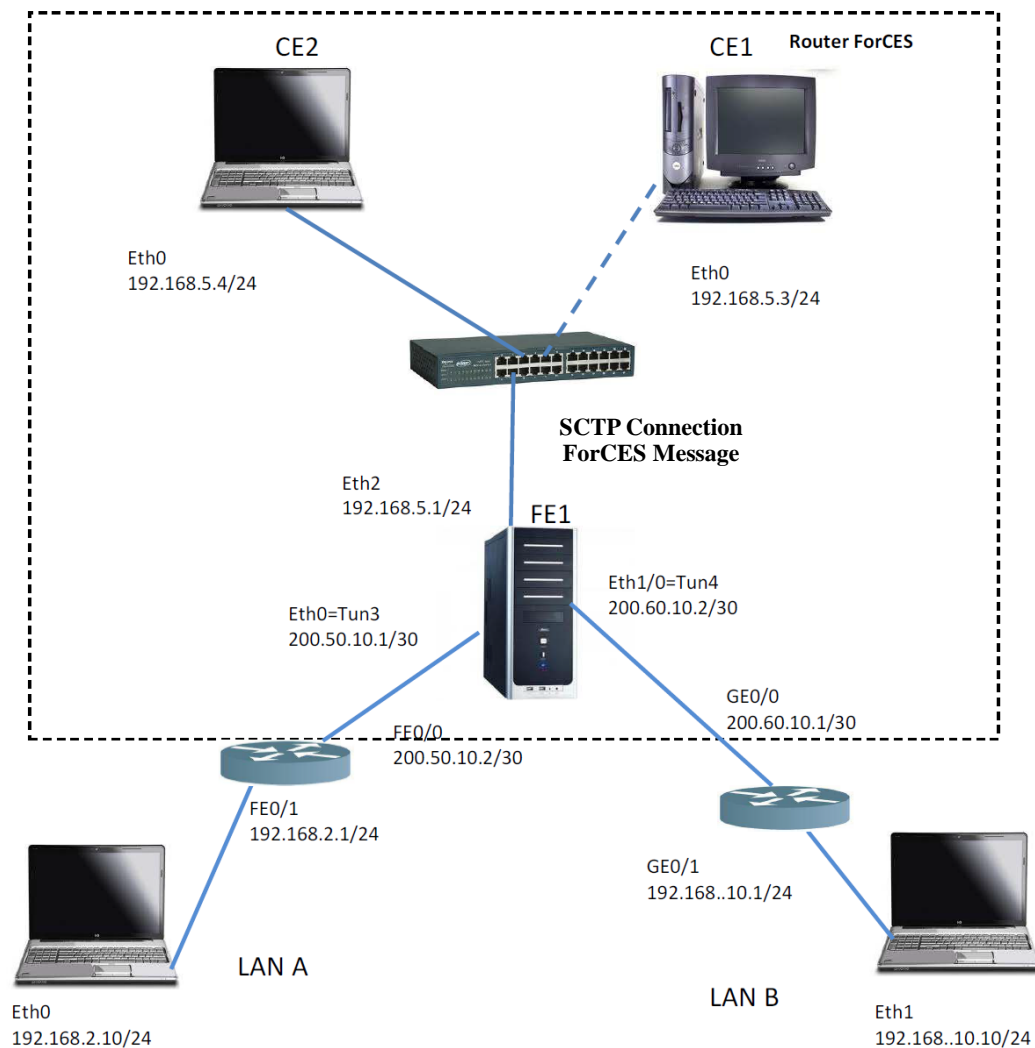 CE2
CE1
Router ForCES
Eth0
192.168.5.4/24
Eth0
192.168.5.3/24
SCTP Connection
ForCES Message
Eth2
192.168.5.1/24
FE1
Eth0=Tun3
200.50.10.1/30
Eth1/0=Tun4
200.60.10.2/30
GE0/0
200.60.10.1/30
FE0/0
200.50.10.2/30
FE0/1
192.168.2.1/24
GE0/1
192.168..10.1/24
LAN A
LAN B
Eth0
192.168.2.10/24
Eth1
192.168..10.10/24